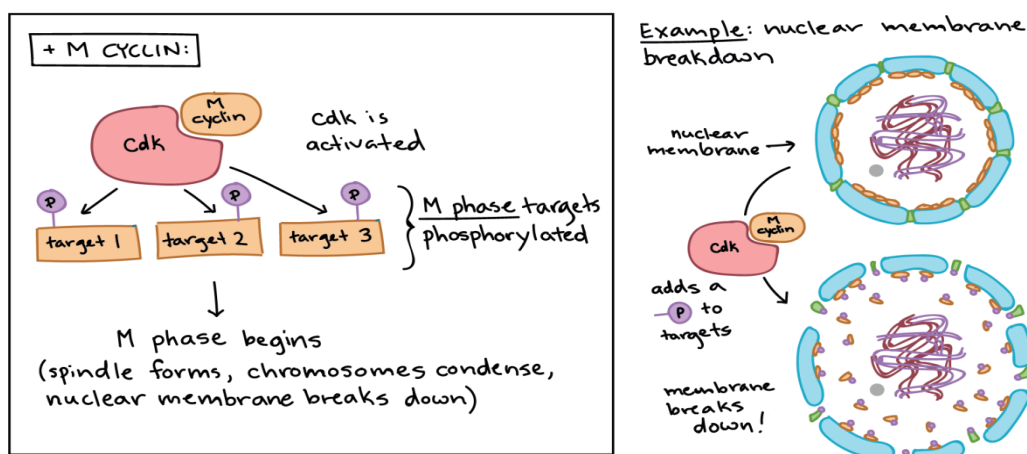 + M CYCLIN:
M
cyclin
Cdk
Cdk is
activated
P
P
P
target 1
target 2
target 3
M phase targets
phosphorylated
M phase begins
(spindle forms, chromosomes condense,
nuclear membrane breaks down)
Example: nuclear membrane
breakdown
nuclear
membrane
M
cyclin
Cdk
adds a
P to
targets
membrane
breaks
down!